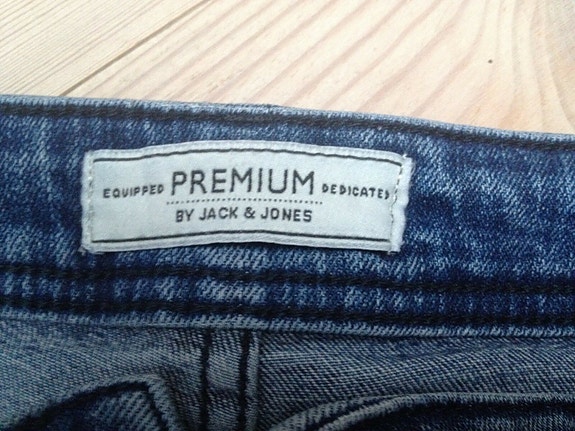 EQUIPPED PREMIUM DEDICATED
BY JACK & JONES